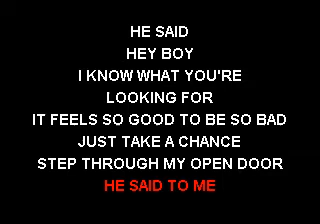 HE SAID
HEY BOY
I KNOW WHAT YOU'RE
LOOKING FOR
IT FEELS SO GOOD TO BE SO BAD
JUST TAKE A CHANCE
STEP THROUGH MY OPEN DOOR
HE SAID TO ME